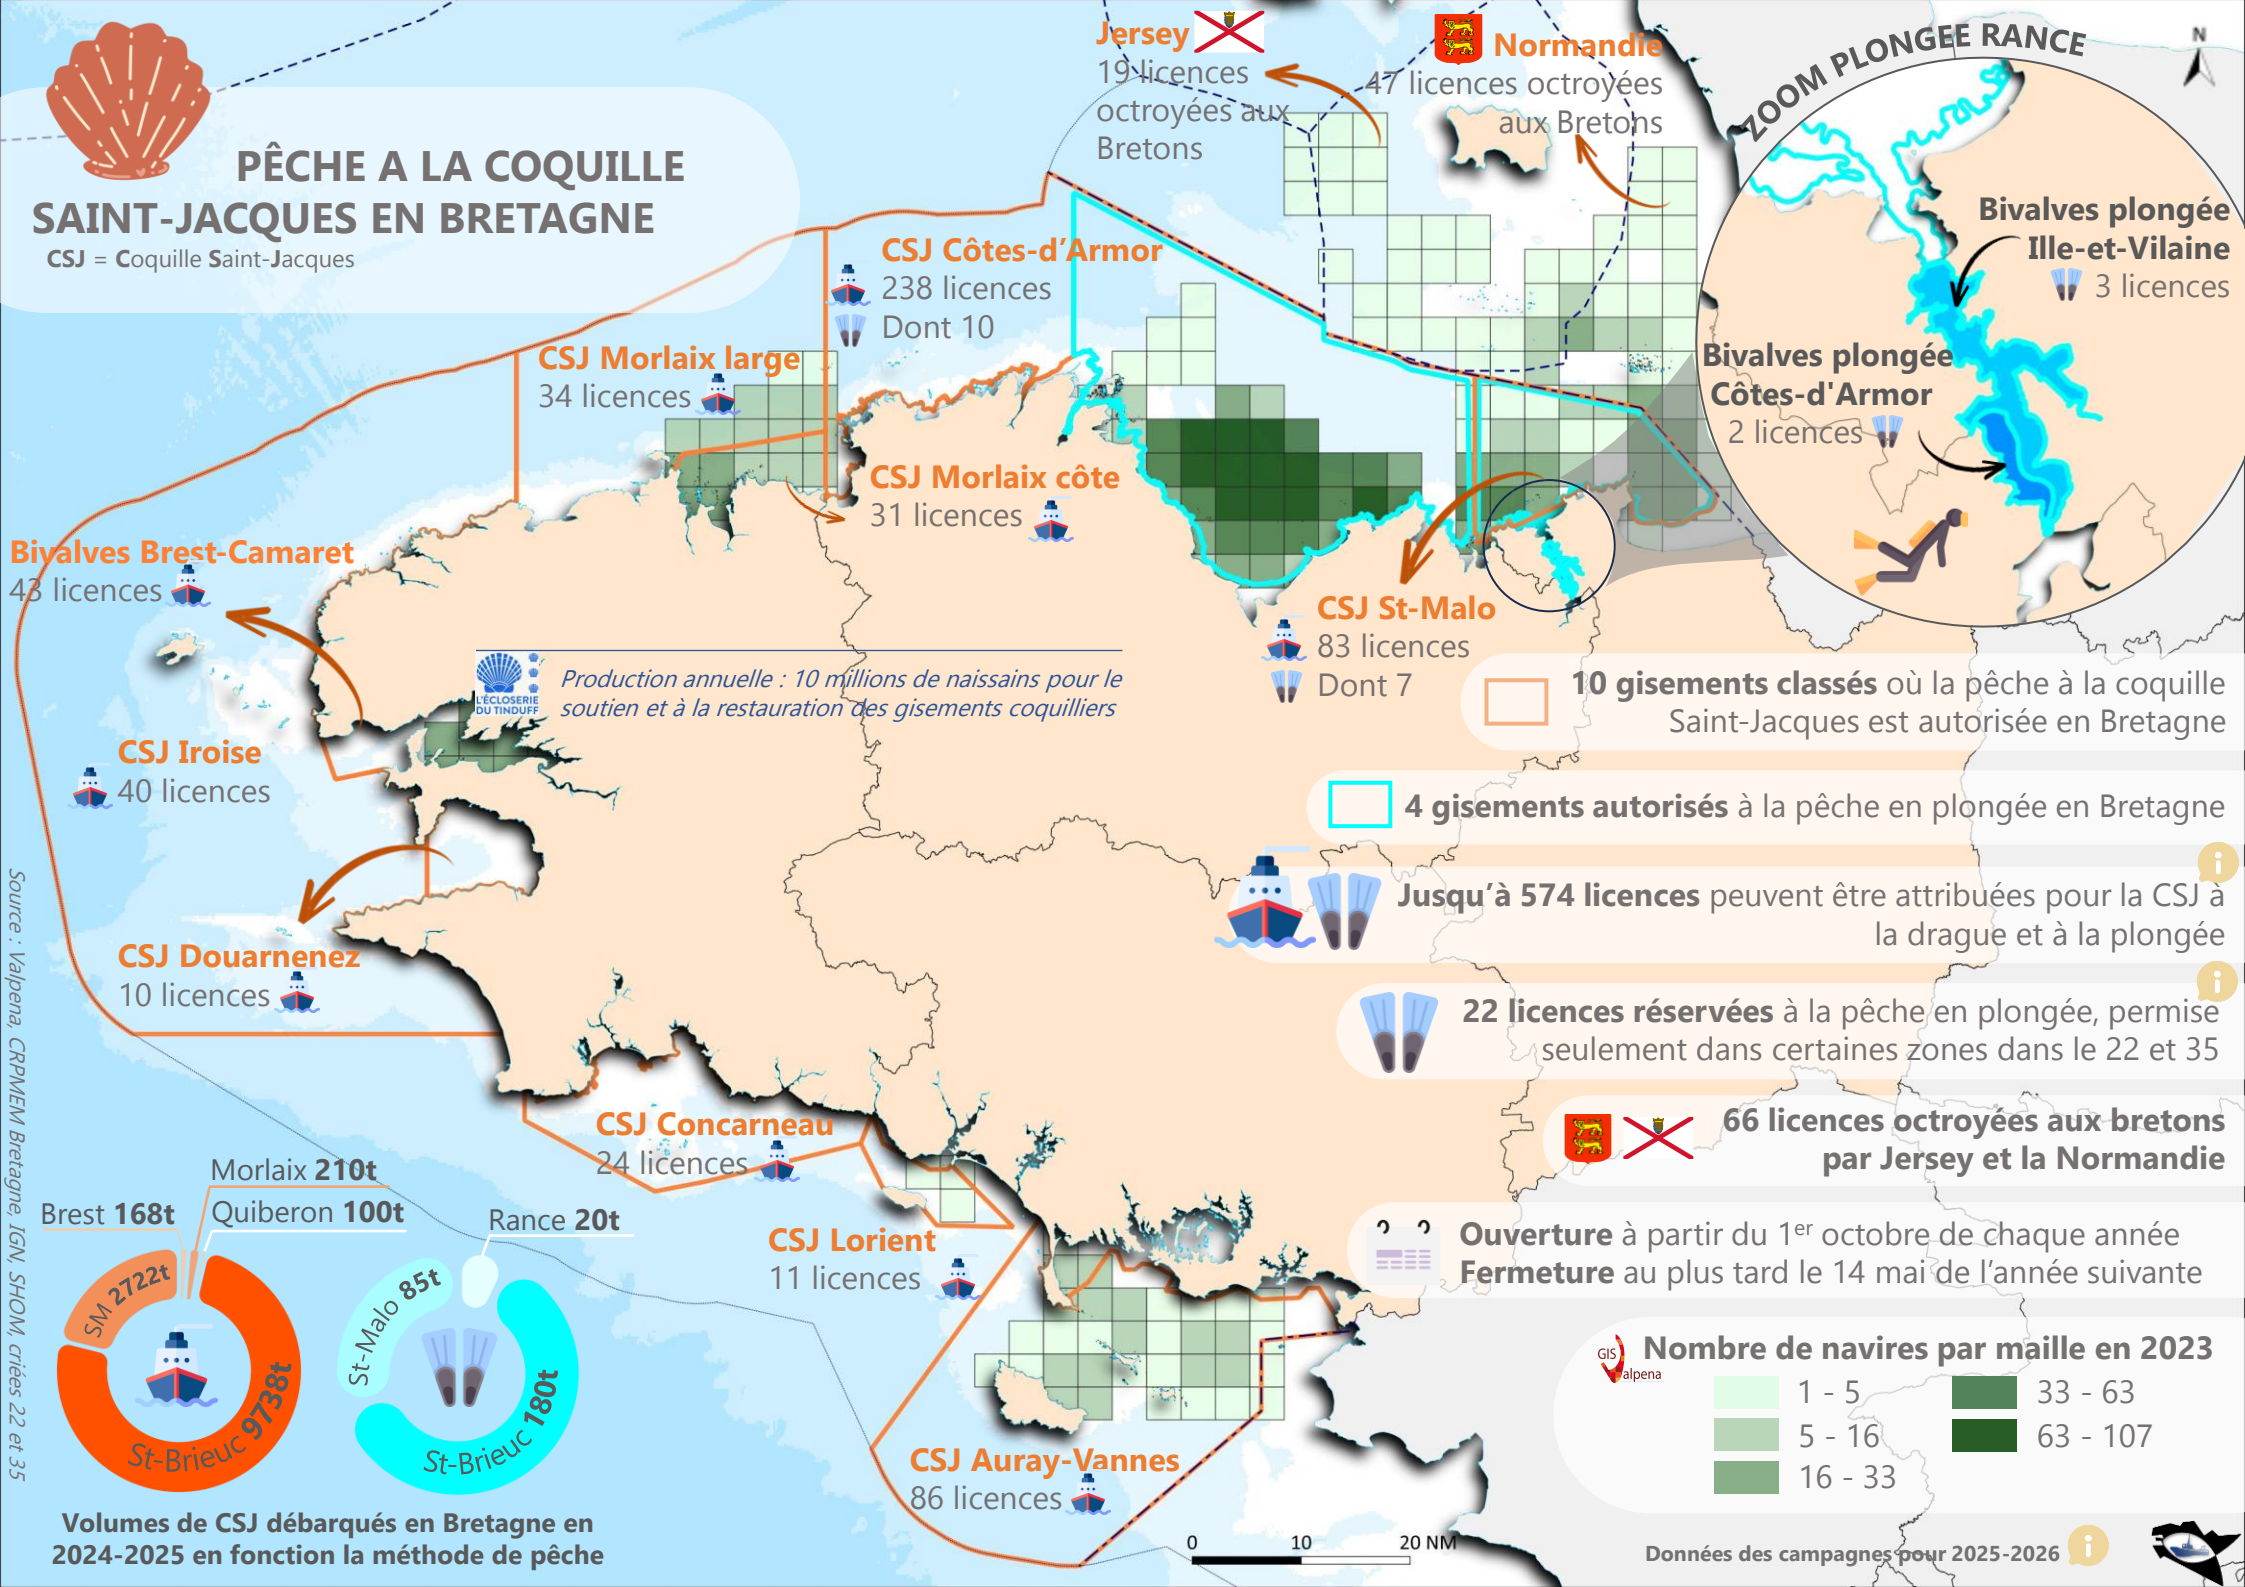 PÊCHE A LA COQUILLE
SAINT-JACQUES EN BRETAGNE
CSJ = Coquille Saint-Jacques
Jersey
19 licences
octroyées aux
Bretons
Normandie
47 licences octroyées
aux Bretons
ZOOM PLONGEE RANCE
N
Bivalves plongée
Ille-et-Vilaine
3 licences
Bivalves plongée
Côtes-d'Armor
2 licences
CSJ Côtes-d’Armor
238 licences
Dont 10
CSJ Morlaix large
34 licences
CSJ Morlaix côte
31 licences
Bivalves Brest-Camaret
43 licences
CSJ St-Malo
83 licences
Dont 7
L'ÉCLOSERIE
DU TINDUFF
Production annuelle : 10 millions de naissains pour le
soutien et à la restauration des gisements coquilliers
CSJ Iroise
40 licences
CSJ Douarnenez
10 licences
CSJ Concarneau
24 licences
CSJ Lorient
11 licences
CSJ Auray-Vannes
86 licences
10 gisements classés où la pêche à la coquille
Saint-Jacques est autorisée en Bretagne
4 gisements autorisés à la pêche en plongée en Bretagne
i
Jusqu’à 574 licences peuvent être attribuées pour la CSJ à
la drague et à la plongée
i
22 licences réservées à la pêche en plongée, permise
seulement dans certaines zones dans le 22 et 35
66 licences octroyées aux bretons
par Jersey et la Normandie
Ouverture à partir du 1er octobre de chaque année
Fermeture au plus tard le 14 mai de l’année suivante
GIS
Valpena
Nombre de navires par maille en 2023
1 - 5
5 - 16
16 - 33
33 - 63
63 - 107
Données des campagnes pour 2025-2026
i
0 10 20 NM
Morlaix 210t
Brest 168t
Quiberon 100t
SM 2722t
St-Brieuc 9738t
Rance 20t
St-Malo 85t
St-Brieuc 180t
Volumes de CSJ débarqués en Bretagne en
2024-2025 en fonction la méthode de pêche
Source : Valpena, CRPMEM Bretagne, IGN, SHOM, criées 22 et 35